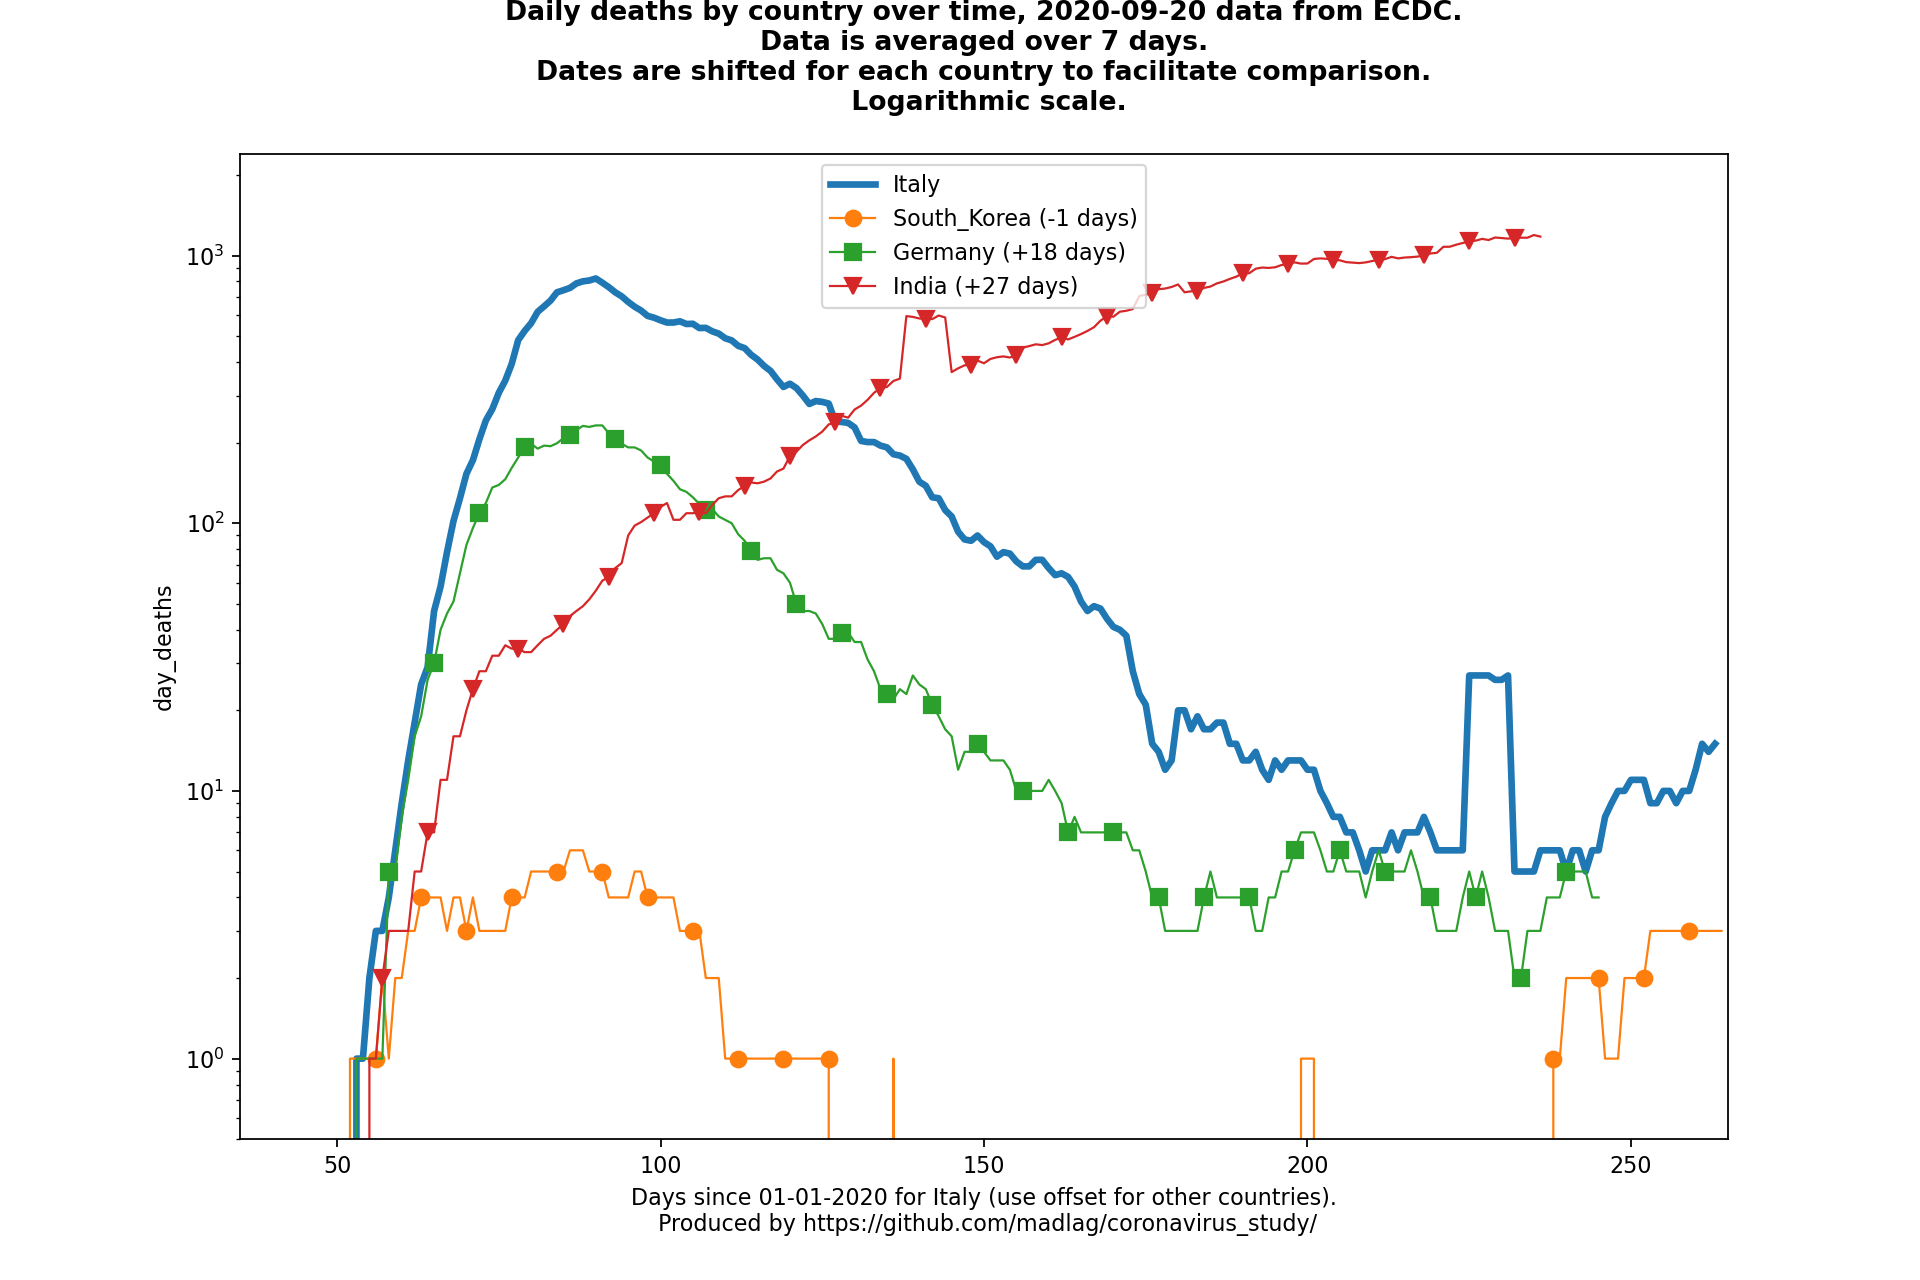 Daily deaths by country over time, 2020-09-20 data from ECDC.
Data is averaged over 7 days.
Dates are shifted for each country to facilitate comparison.
Logarithmic scale.
Italy
South_Korea (-1 days)
Germany (+18 days)
India (+27 days)
10³
10²
10¹
10⁰
day_deaths
50 100 150 200 250
Days since 01-01-2020 for Italy (use offset for other countries).
Produced by https://github.com/madlag/coronavirus_study/